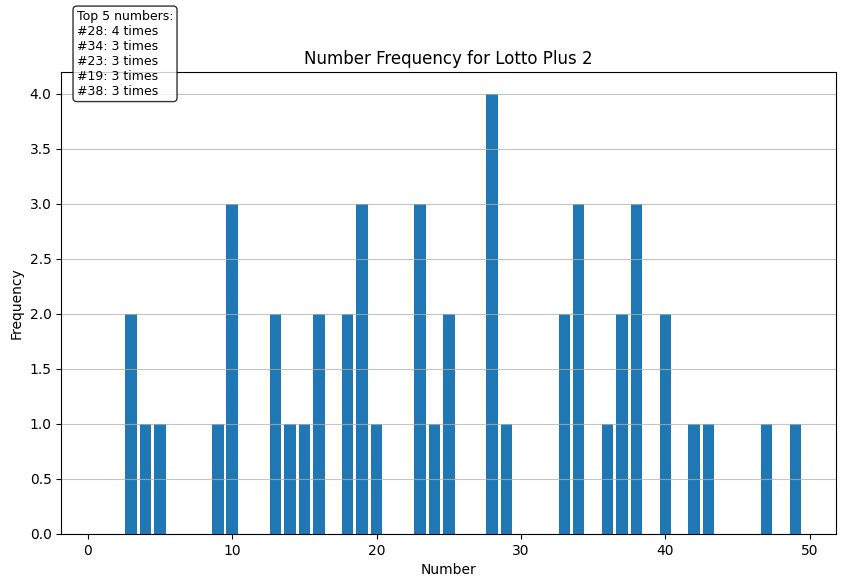 Top 5 numbers:
#28: 4 times
#34: 3 times
#23: 3 times
#19: 3 times
#38: 3 times
Number Frequency for Lotto Plus 2
4.0
3.5
3.0
2.5
2.0
1.5
1.0
0.5
0.0
Frequency
0 10 20 30 40 50
Number